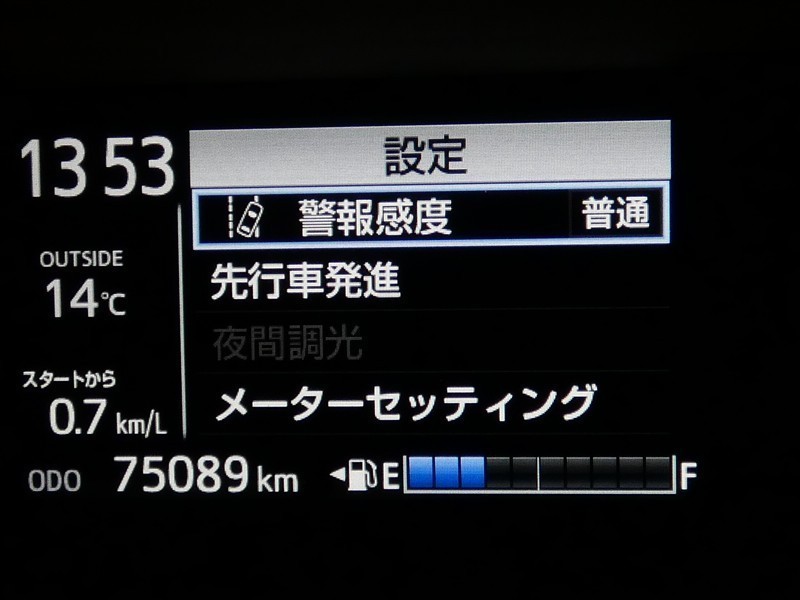 13 53
設定
警報感度 普通
OUTSIDE
14℃
先行車発進
夜間調光
スタートから
0.7 km/L
メーターセッティング
ODO 75089 km
E F